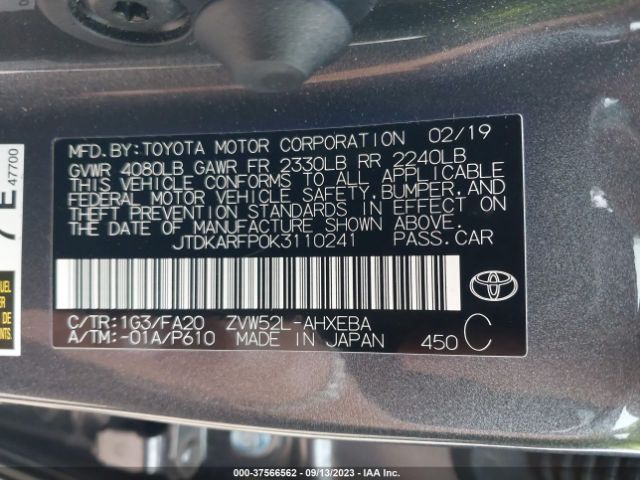 MFD.BY:TOYOTA MOTOR CORPORATION 02/19
GVWR 4080LB GAWR FR 2330LB RR 2240LB
THIS VEHICLE CONFORMS TO ALL APPLICABLE
FEDERAL MOTOR VEHICLE SAFETY,BUMPER,AND
THEFT PREVENTION STANDARDS IN EFFECT ON
THE DATE OF MANUFACTURE SHOWN ABOVE.
JTDKARFP0K3110241 PASS.CAR
C/TR:1G3/FA20 ZVW52L-AHXEBA
A/TM:-01A/P610 MADE IN JAPAN 450 C
7E
47700
000-37566562 - 09/13/2023 - IAA Inc.